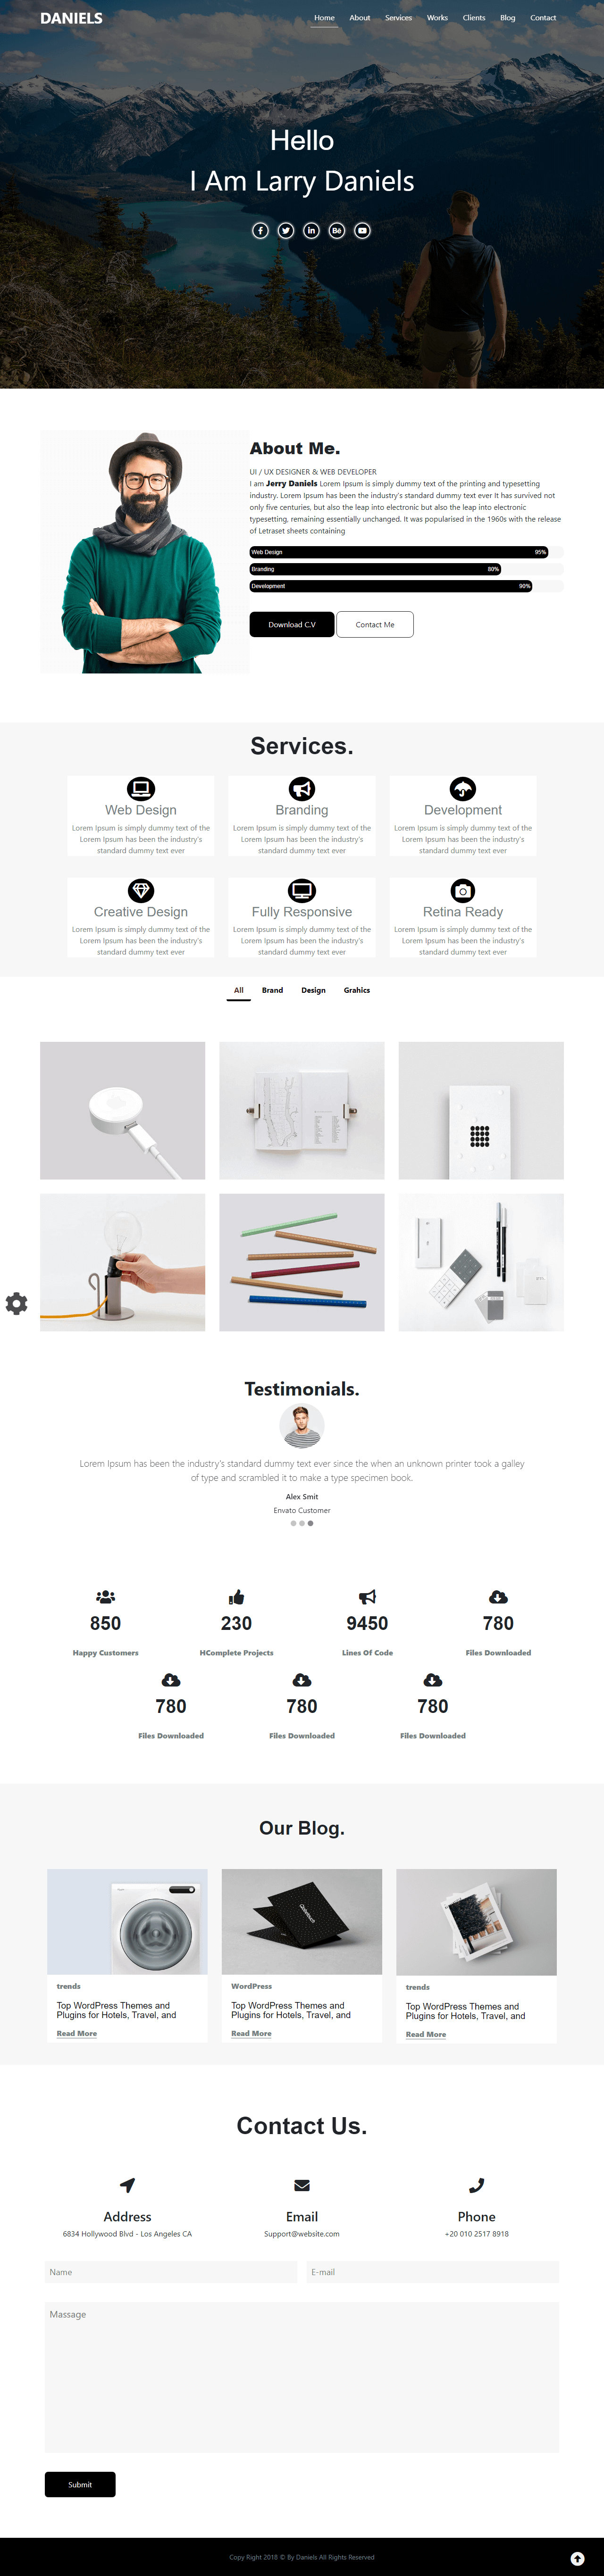 DANIELS
Home About Services Works Clients Blog Contact
Hello
I Am Larry Daniels
About Me.
UI / UX DESIGNER & WEB DEVELOPER
I am Jerry Daniels Lorem Ipsum is simply dummy text of the printing and typesetting
industry. Lorem Ipsum has been the industry's standard dummy text ever It has survived not
only five centuries, but also the leap into electronic but also the leap into electronic
typesetting, remaining essentially unchanged. It was popularised in the 1960s with the release
of Letraset sheets containing
Web Design 95%
Branding 80%
Development 90%
Download C.V Contact Me
Services.
Web Design
Lorem Ipsum is simply dummy text of the
Lorem Ipsum has been the industry's
standard dummy text ever
Branding
Lorem Ipsum is simply dummy text of the
Lorem Ipsum has been the industry's
standard dummy text ever
Development
Lorem Ipsum is simply dummy text of the
Lorem Ipsum has been the industry's
standard dummy text ever
Creative Design
Lorem Ipsum is simply dummy text of the
Lorem Ipsum has been the industry's
standard dummy text ever
Fully Responsive
Lorem Ipsum is simply dummy text of the
Lorem Ipsum has been the industry's
standard dummy text ever
Retina Ready
Lorem Ipsum is simply dummy text of the
Lorem Ipsum has been the industry's
standard dummy text ever
All Brand Design Grahics
Testimonials.
Lorem Ipsum has been the industry's standard dummy text ever since the when an unknown printer took a galley
of type and scrambled it to make a type specimen book.
Alex Smit
Envato Customer
850
Happy Customers
230
HComplete Projects
9450
Lines Of Code
780
Files Downloaded
780
Files Downloaded
780
Files Downloaded
780
Files Downloaded
Our Blog.
trends
Top WordPress Themes and
Plugins for Hotels, Travel, and
Read More
WordPress
Top WordPress Themes and
Plugins for Hotels, Travel, and
Read More
trends
Top WordPress Themes and
Plugins for Hotels, Travel, and
Read More
Contact Us.
Address
6834 Hollywood Blvd - Los Angeles CA
Email
Support@website.com
Phone
+20 010 2517 8918
Name
E-mail
Massage
Submit
Copy Right 2018 © By Daniels All Rights Reserved